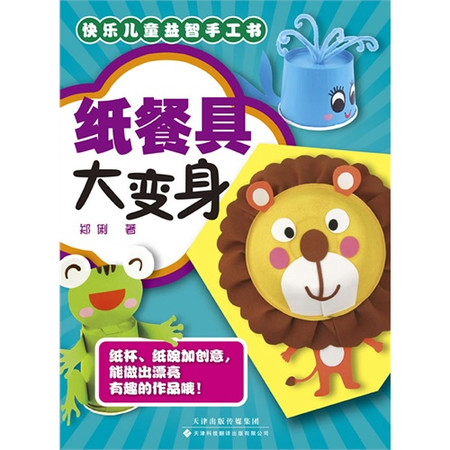 快乐儿童益智手工书
纸餐具
大变身
郑俐 著
纸杯、纸碗加创意，
能做出漂亮
有趣的作品哦！
天津出版传媒集团
天津科技翻译出版有限公司